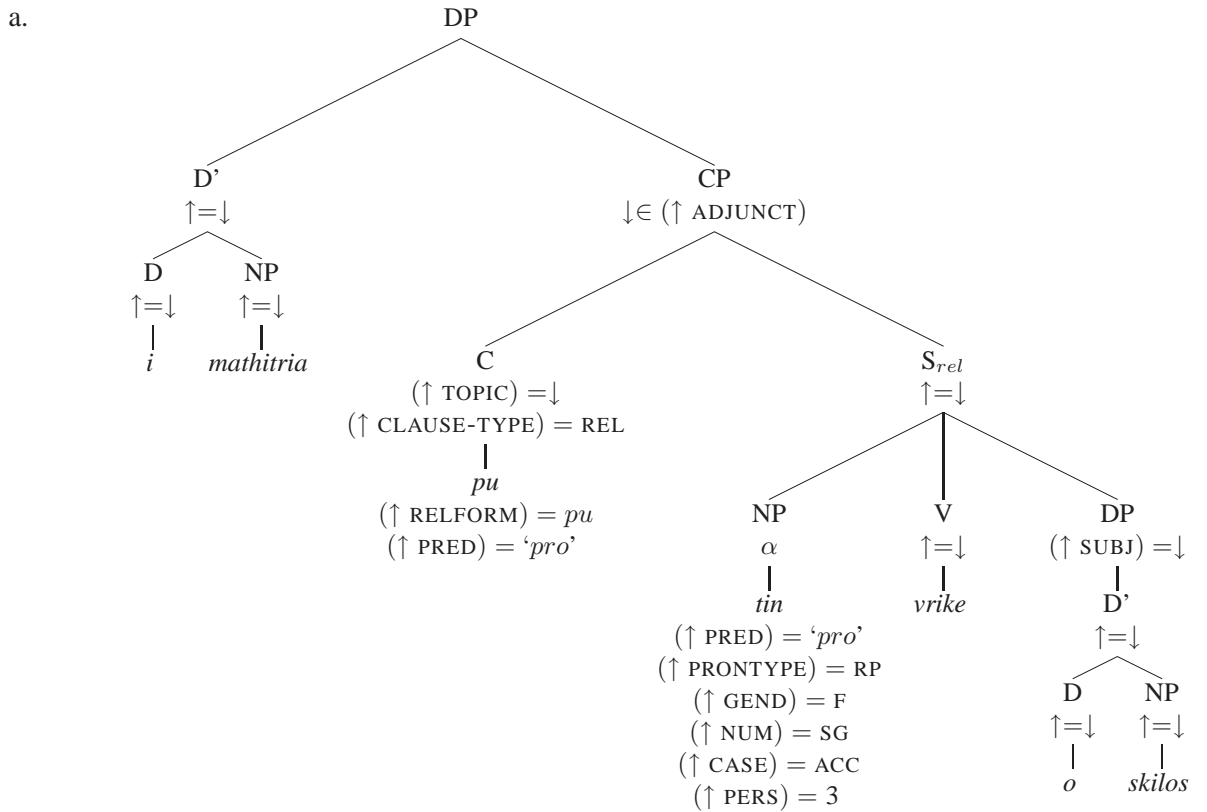 a.
DP
D’ CP
↑=↓ ↓∈ (↑ ADJUNCT)
D NP
↑=↓ ↑=↓
i mathitria
C S_rel
(↑ TOPIC) =↓ ↑=↓
(↑ CLAUSE-TYPE) = REL
pu
(↑ RELFORM) = pu
(↑ PRED) = ‘pro’
NP V DP
α ↑=↓ (↑ SUBJ) =↓
tin vrike D’
(↑ PRED) = ‘pro’ ↑=↓
(↑ PRONTYPE) = RP
(↑ GEND) = F D NP
(↑ NUM) = SG ↑=↓ ↑=↓
(↑ CASE) = ACC o skilos
(↑ PERS) = 3